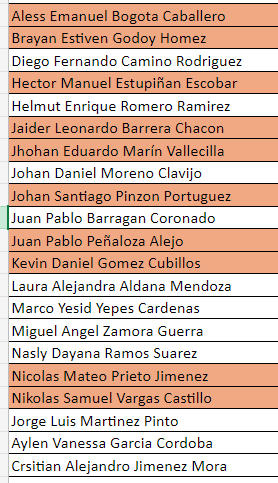 Aless Emanuel Bogota Caballero
Brayan Estiven Godoy Homez
Diego Fernando Camino Rodriguez
Hector Manuel Estupiñan Escobar
Helmut Enrique Romero Ramirez
Jaider Leonardo Barrera Chacon
Jhohan Eduardo Marín Vallecilla
Johan Daniel Moreno Clavijo
Johan Santiago Pinzon Portuguez
Juan Pablo Barragan Coronado
Juan Pablo Peñaloza Alejo
Kevin Daniel Gomez Cubillos
Laura Alejandra Aldana Mendoza
Marco Yesid Yepes Cardenas
Miguel Angel Zamora Guerra
Nasly Dayana Ramos Suarez
Nicolas Mateo Prieto Jimenez
Nikolas Samuel Vargas Castillo
Jorge Luis Martinez Pinto
Aylen Vanessa Garcia Cordoba
Crsitian Alejandro Jimenez Mora